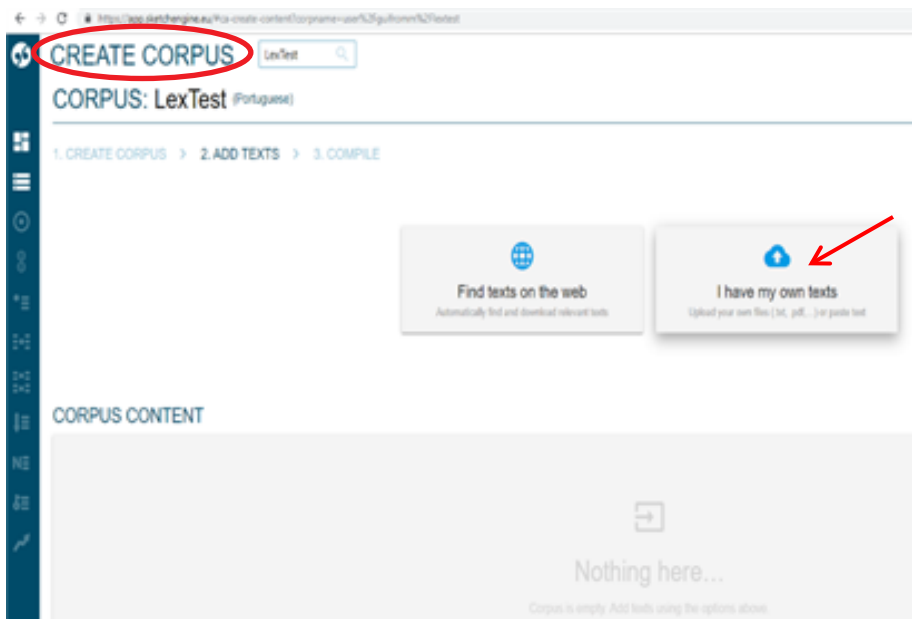 https://app.sketchengine.eu/#ca-create-content?corpname=user%2Fguifromm%2Flextest
CREATE CORPUS LexTest
CORPUS: LexTest (Portuguese)
1. CREATE CORPUS > 2. ADD TEXTS > 3. COMPILE
Find texts on the web
Automatically find and download relevant texts
I have my own texts
Upload your own files (.txt, .pdf, ...) or paste text
CORPUS CONTENT
Nothing here...
Corpus is empty. Add texts using the options above.